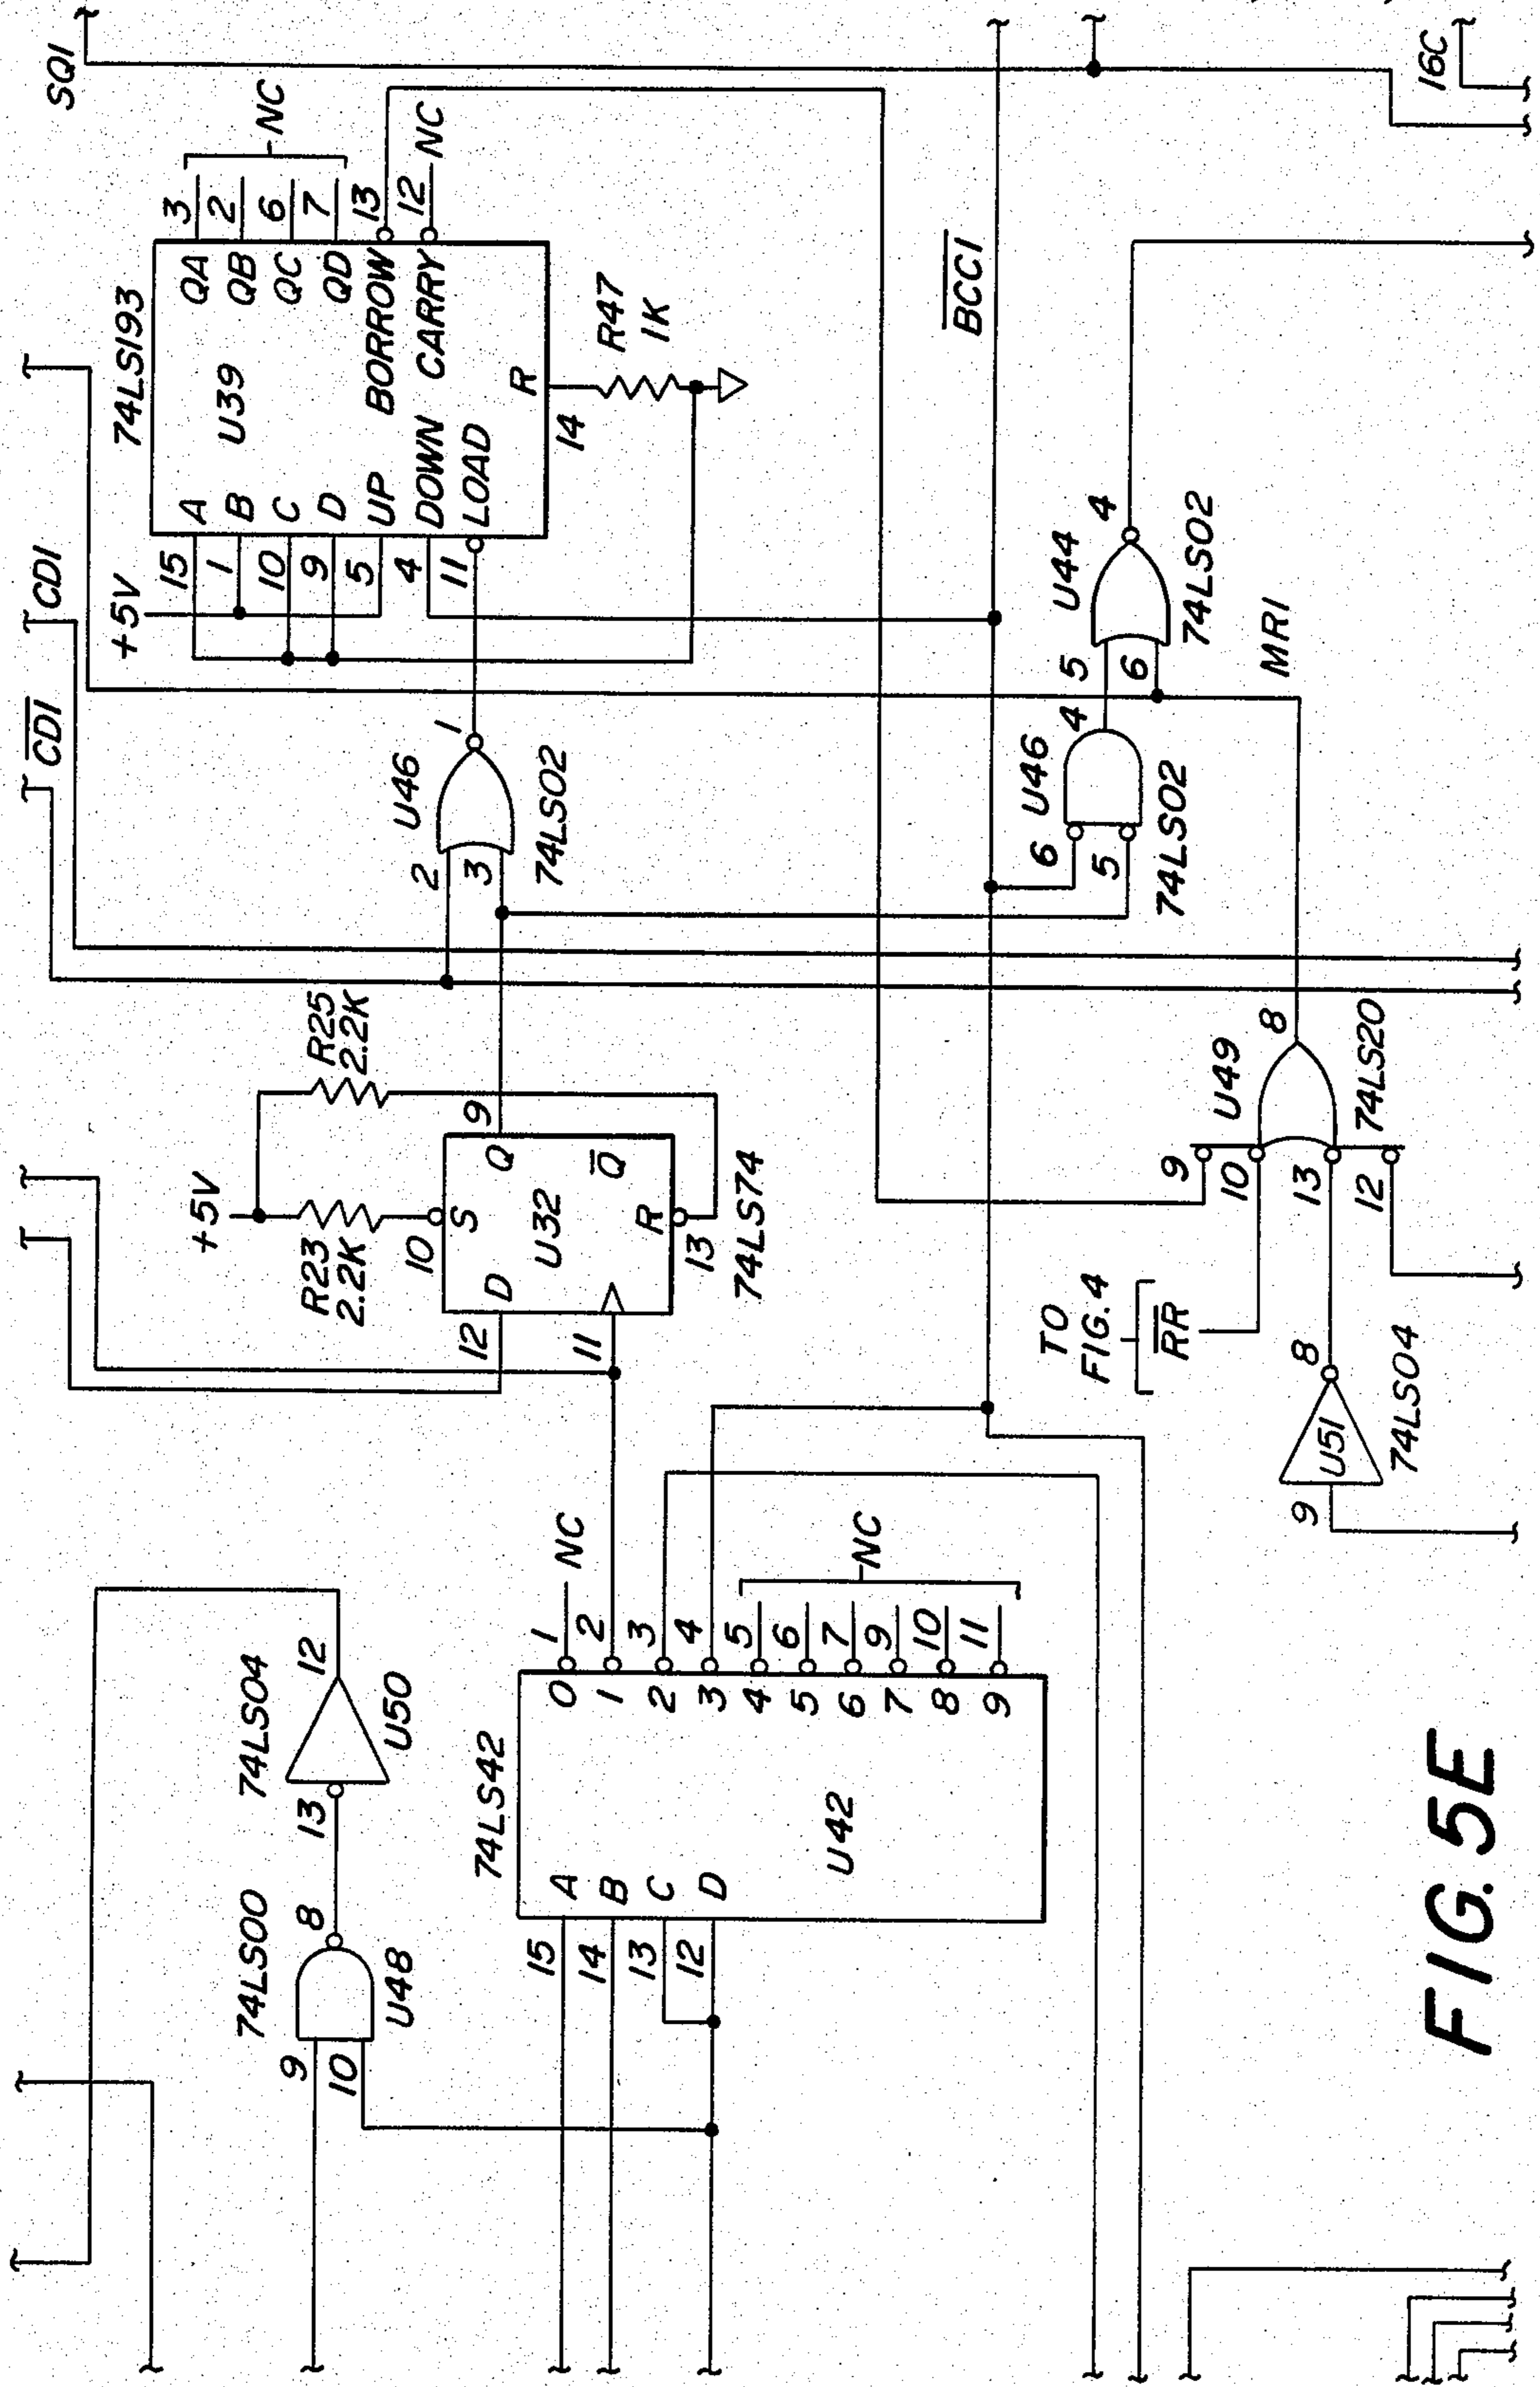 SQ1
CD1
CD1
+5V
74LS193
U39
A
B
C
D
UP
DOWN
LOAD
QA
QB
QC
QD
BORROW
CARRY
R
15
1
10
9
5
4
11
3
2
6
7
13
12
14
NC
NC
R47
1K
U46
74LS02
2
3
1
+5V
R25
2.2K
R23
2.2K
U32
74LS74
D
S
Q
Q
R
12
11
10
9
13
74LS00
U48
9
10
8
74LS04
U50
13
12
74LS42
U42
A
B
C
D
15
14
13
12
0
1
2
3
4
5
6
7
8
9
1
2
3
4
5
6
7
9
10
11
NC
NC
BCC1
U46
74LS02
6
5
4
U44
74LS02
5
6
4
MR1
U49
74LS20
9
10
13
12
8
TO
FIG. 4
RR
U51
74LS04
9
8
16C
FIG. 5E